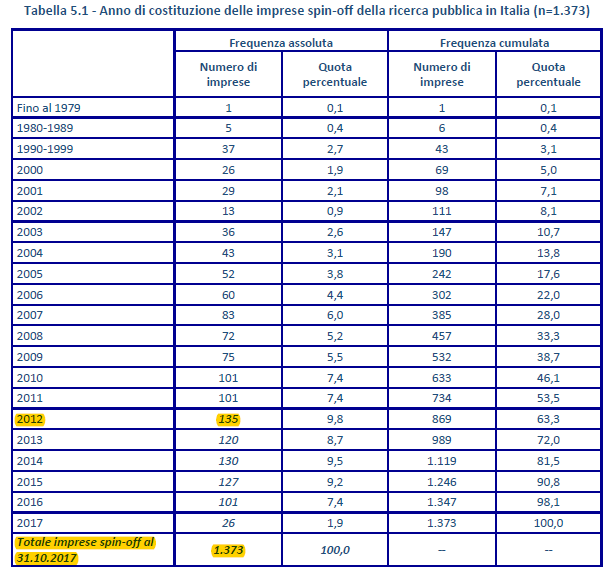 Tabella 5.1 - Anno di costituzione delle imprese spin-off della ricerca pubblica in Italia (n=1.373)
Frequenza assoluta Frequenza cumulata
Numero di imprese Quota percentuale Numero di imprese Quota percentuale
Fino al 1979 1 0,1 1 0,1
1980-1989 5 0,4 6 0,4
1990-1999 37 2,7 43 3,1
2000 26 1,9 69 5,0
2001 29 2,1 98 7,1
2002 13 0,9 111 8,1
2003 36 2,6 147 10,7
2004 43 3,1 190 13,8
2005 52 3,8 242 17,6
2006 60 4,4 302 22,0
2007 83 6,0 385 28,0
2008 72 5,2 457 33,3
2009 75 5,5 532 38,7
2010 101 7,4 633 46,1
2011 101 7,4 734 53,5
2012 135 9,8 869 63,3
2013 120 8,7 989 72,0
2014 130 9,5 1.119 81,5
2015 127 9,2 1.246 90,8
2016 101 7,4 1.347 98,1
2017 26 1,9 1.373 100,0
Totale imprese spin-off al 31.10.2017 1.373 100,0 -- --